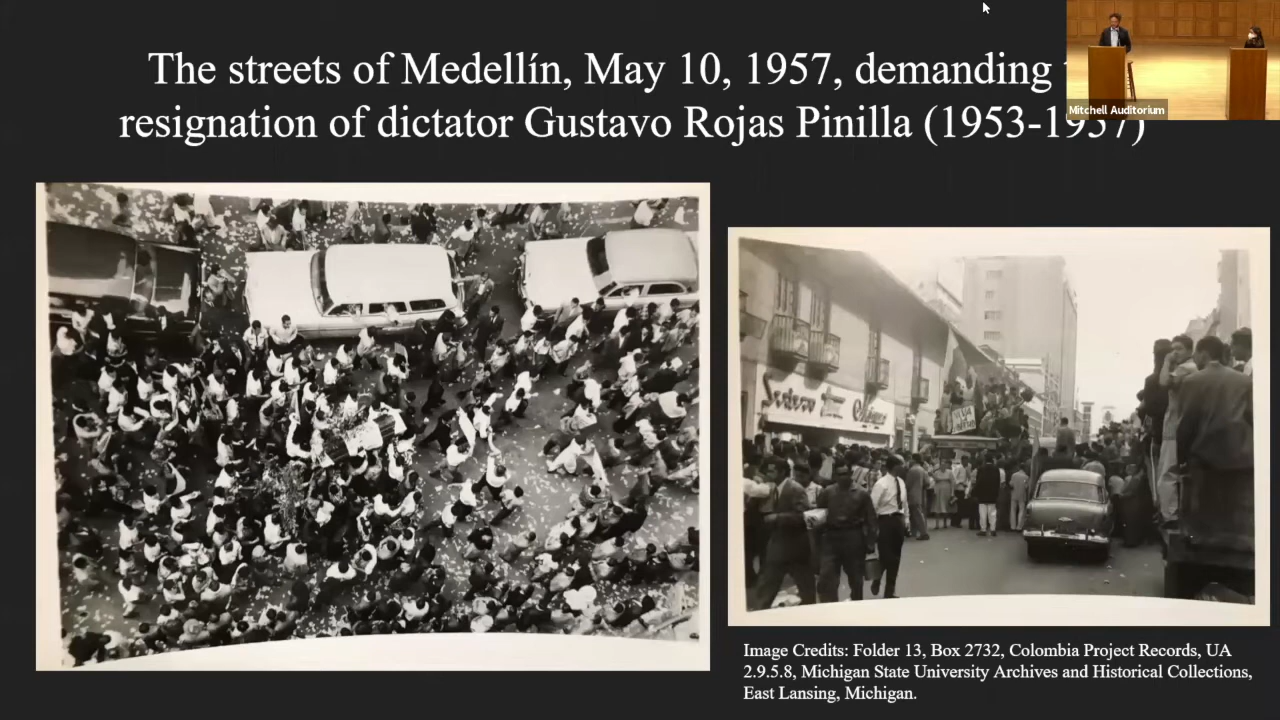 The streets of Medellín, May 10, 1957, demanding
resignation of dictator Gustavo Rojas Pinilla (1953-1957)
Mitchell Auditorium
Image Credits: Folder 13, Box 2732, Colombia Project Records, UA
2.9.5.8, Michigan State University Archives and Historical Collections,
East Lansing, Michigan.